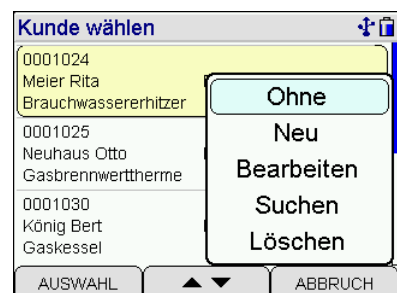 Kunde wählen
0001024
Meier Rita
Brauchwassererhitzer
0001025
Neuhaus Otto
Gasbrennwerttherme
0001030
König Bert
Gaskessel
Ohne
Neu
Bearbeiten
Suchen
Löschen
AUSWAHL
ABBRUCH